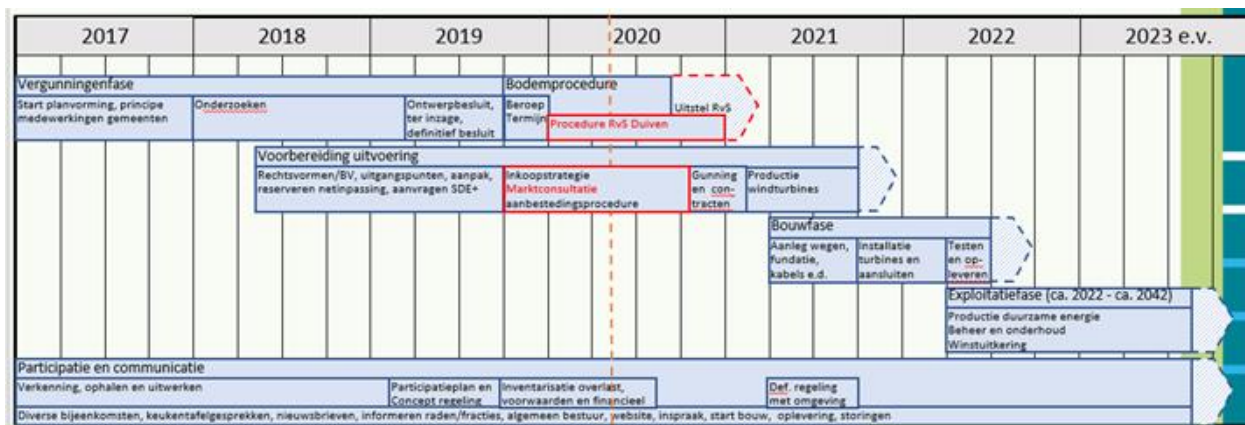 2017 2018 2019 2020 2021 2022 2023 e.v.
Vergunningenfase
Bodemprocedure
Start planvorming, principe
medewerkingen gemeenten
Onderzoeken
Ontwerpbesluit,
ter inzage,
definitief besluit
Beroep
Termijn
Uitstel RvS
Procedure RvS Duiven
Voorbereiding uitvoering
Rechtsvormen/BV, uitgangspunten, aanpak,
reserveren netinpassing, aanvragen SDE+
Inkoopstrategie
Marktconsultatie
aanbestedingsprocedure
Gunning
en con-
tracten
Productie
windturbines
Bouwfase
Aanleg wegen,
fundatie,
kabels e.d.
Installatie
turbines en
aansluiten
Testen
en op-
leveren
Exploitatiefase (ca. 2022 - ca. 2042)
Productie duurzame energie
Beheer en onderhoud
Winstuitkering
Participatie en communicatie
Verkenning, ophalen en uitwerken
Participatieplan en
Concept regeling
Inventarisatie overlast,
voorwaarden en financieel
Def. regeling
met omgeving
Diverse bijeenkomsten, keukentafelgesprekken, nieuwsbrieven, informeren raden/fracties, algemeen bestuur, website, inspraak, start bouw, oplevering, storingen